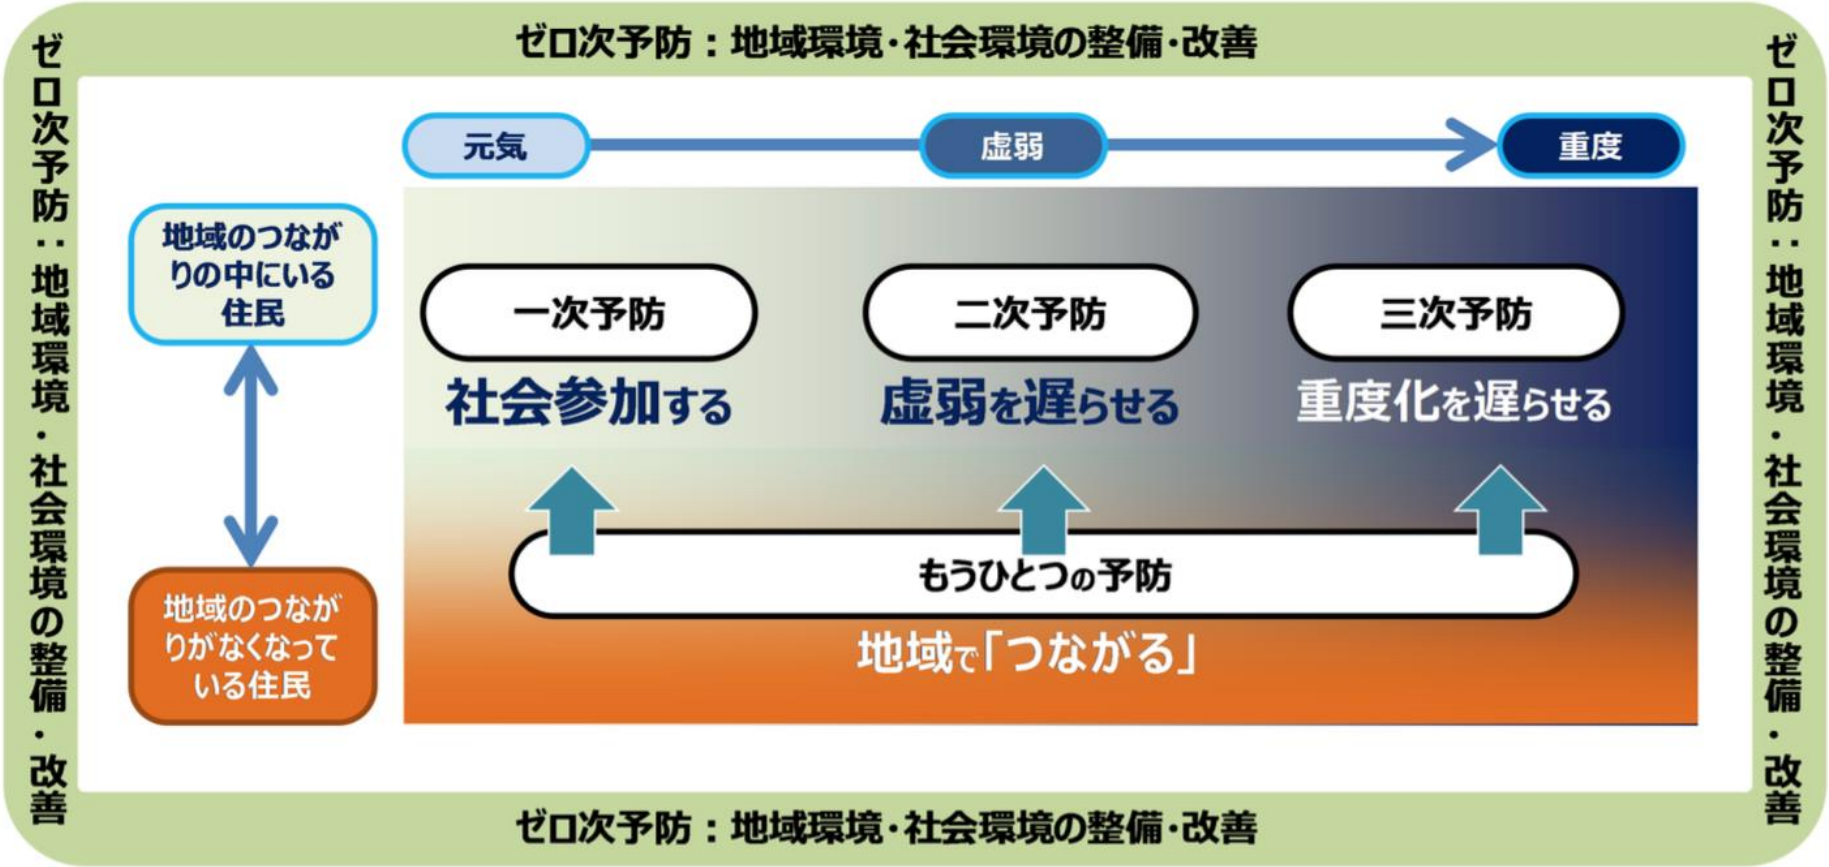 ゼロ次予防：地域環境・社会環境の整備・改善
ゼロ次予防：地域環境・社会環境の整備・改善
元気
虚弱
重度
地域のつなが
りの中にいる
住民
一次予防
二次予防
三次予防
社会参加する
虚弱を遅らせる
重度化を遅らせる
もうひとつの予防
地域で「つながる」
地域のつなが
りがなくなって
いる住民
ゼロ次予防：地域環境・社会環境の整備・改善
ゼロ次予防：地域環境・社会環境の整備・改善